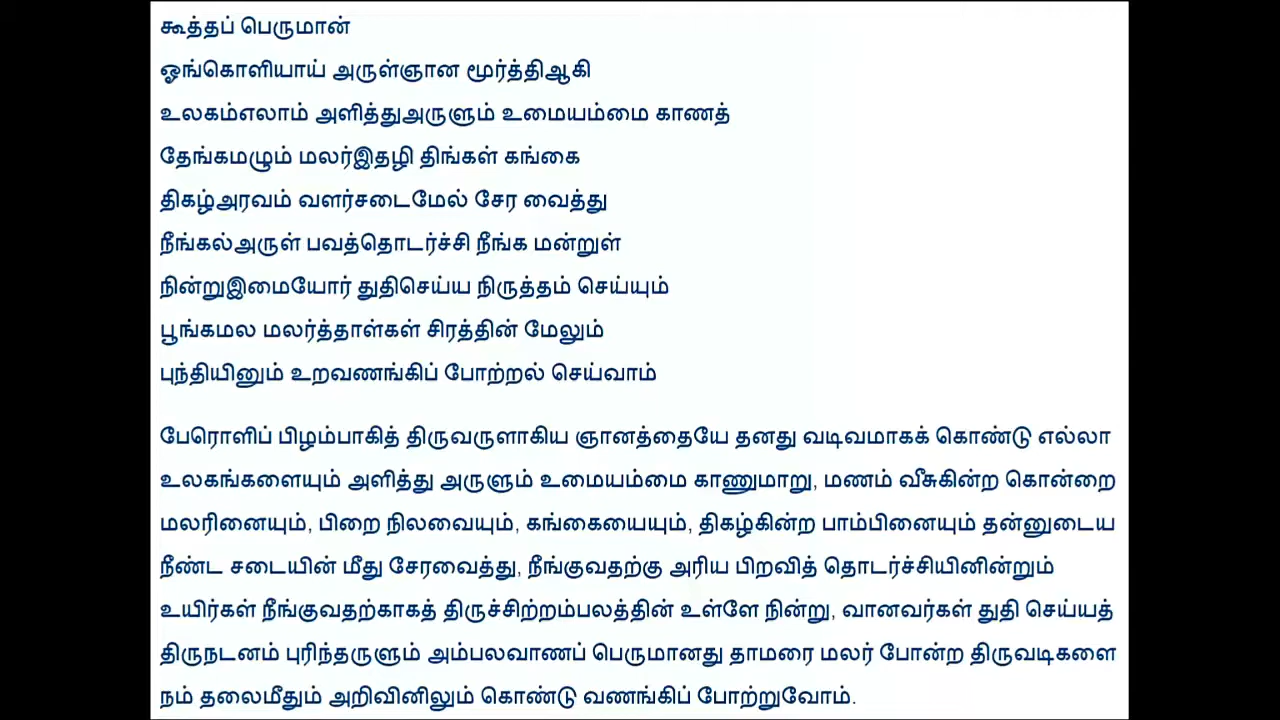 கூத்தப் பெருமான்
ஓங்கொளியாய் அருள்ஞான மூர்த்திஆகி
உலகம்எலாம் அளித்துஅருளும் உமையம்மை காணத்
தேங்கமழும் மலர்இதழி திங்கள் கங்கை
திகழ்அரவம் வளர்சடைமேல் சேர வைத்து
நீங்கல்அருள் பவத்தொடர்ச்சி நீங்க மன்றுள்
நின்றுஇமையோர் துதிசெய்ய நிருத்தம் செய்யும்
பூங்கமல மலர்த்தாள்கள் சிரத்தின் மேலும்
புந்தியினும் உறவணங்கிப் போற்றல் செய்வாம்
பேரொளிப் பிழம்பாகித் திருவருளாகிய ஞானத்தையே தனது வடிவமாகக் கொண்டு எல்லா
உலகங்களையும் அளித்து அருளும் உமையம்மை காணுமாறு, மணம் வீசுகின்ற கொன்றை
மலரினையும், பிறை நிலவையும், கங்கையையும், திகழ்கின்ற பாம்பினையும் தன்னுடைய
நீண்ட சடையின் மீது சேரவைத்து, நீங்குவதற்கு அரிய பிறவித் தொடர்ச்சியினின்றும்
உயிர்கள் நீங்குவதற்காகத் திருச்சிற்றம்பலத்தின் உள்ளே நின்று, வானவர்கள் துதி செய்யத்
திருநடனம் புரிந்தருளும் அம்பலவாணப் பெருமானது தாமரை மலர் போன்ற திருவடிகளை
நம் தலைமீதும் அறிவினிலும் கொண்டு வணங்கிப் போற்றுவோம்.